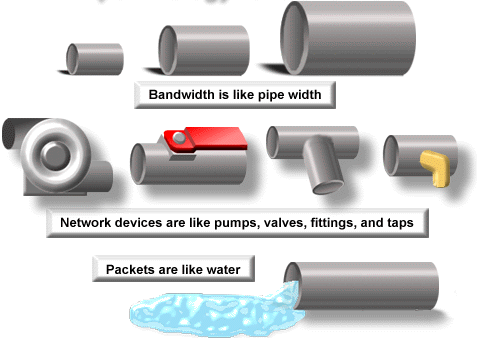 Bandwidth is like pipe width
Network devices are like pumps, valves, fittings, and taps
Packets are like water